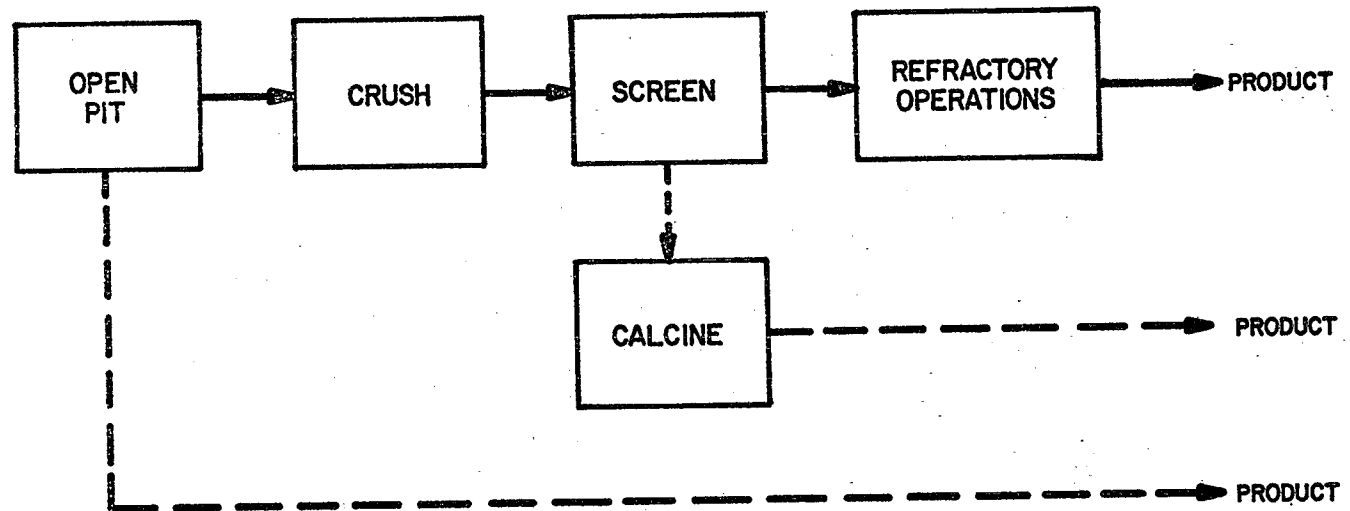 OPEN
PIT
CRUSH
SCREEN
REFRACTORY
OPERATIONS
PRODUCT
CALCINE
PRODUCT
PRODUCT